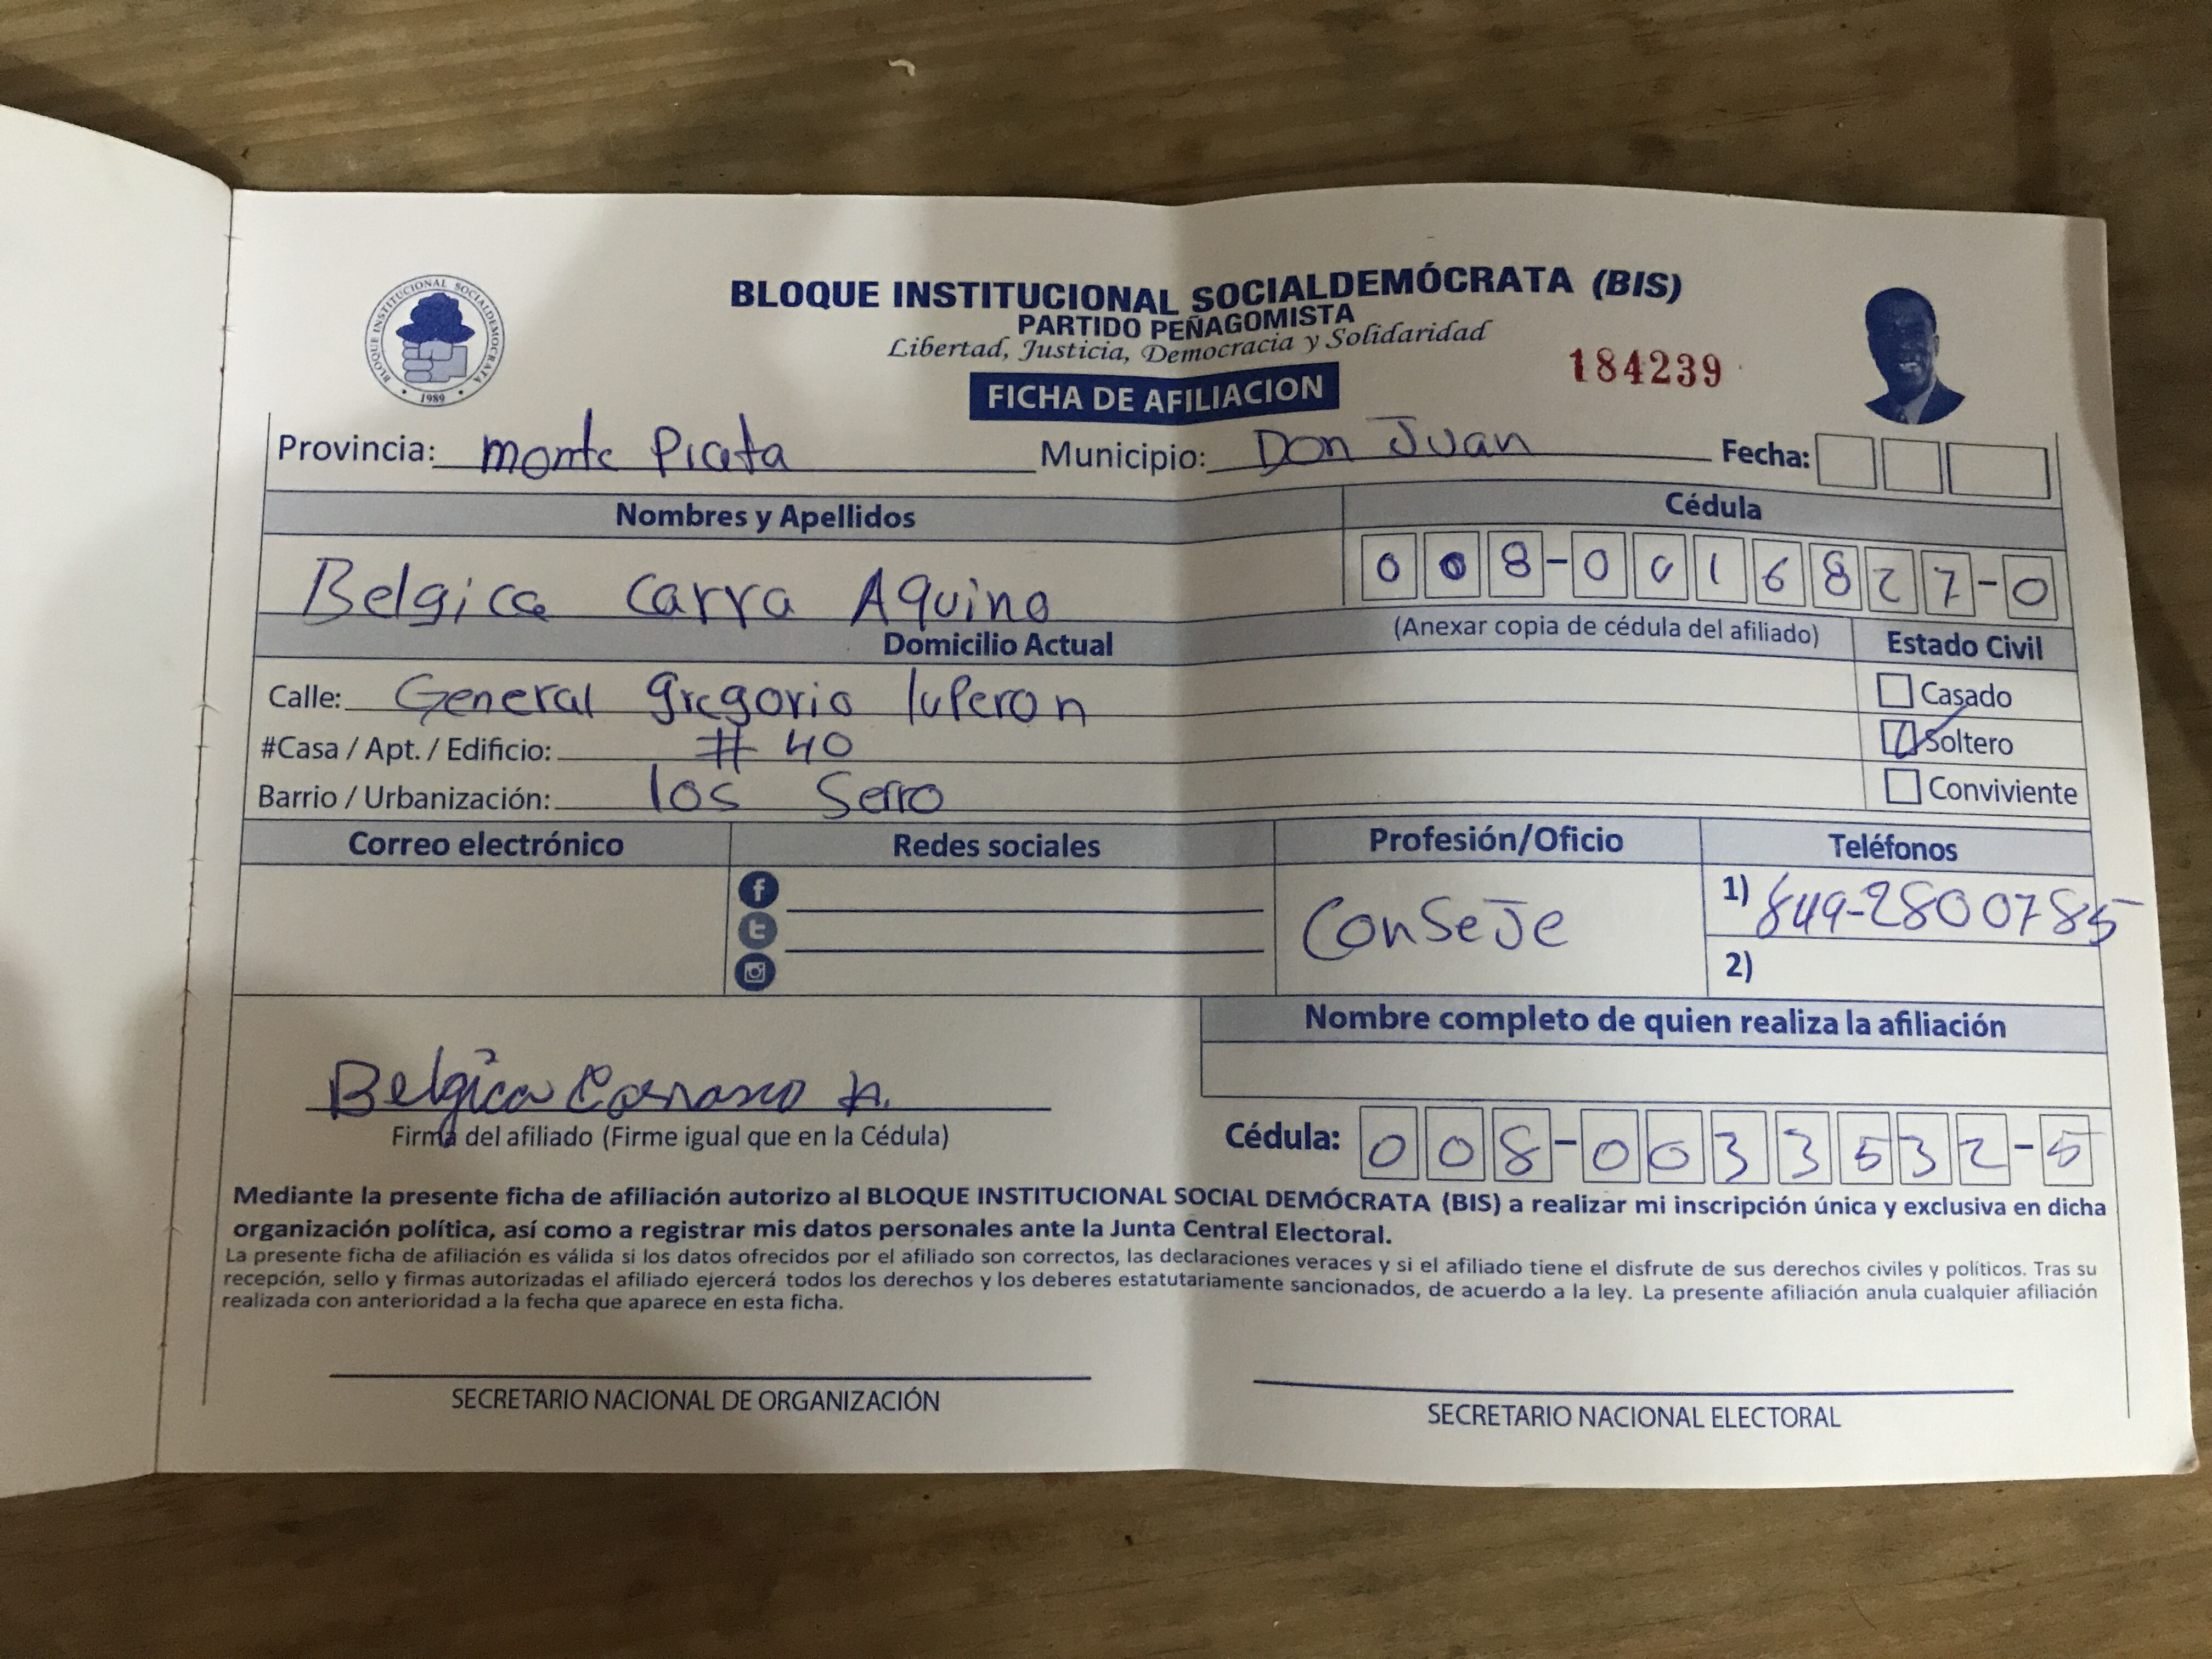 BLOQUE INSTITUCIONAL SOCIALDEMOCRATA
1989
BLOQUE INSTITUCIONAL SOCIALDEMÓCRATA (BIS)
PARTIDO PEÑAGOMISTA
Libertad, Justicia, Democracia y Solidaridad
184239
FICHA DE AFILIACION
Provincia: monte Plata Municipio: Don Juan Fecha:
Nombres y Apellidos Cédula
Belgica Carra Aquino 008-0016827-0
Domicilio Actual (Anexar copia de cédula del afiliado) Estado Civil
Calle: General gregorio luperon Casado
#Casa / Apt. / Edificio: # 40 Soltero
Barrio / Urbanización: los Serro Conviviente
Correo electrónico Redes sociales Profesión/Oficio Teléfonos
f ConSeJe 1) 849-2800785
t 2)
Nombre completo de quien realiza la afiliación
Belgica Carrasco A.
Firma del afiliado (Firme igual que en la Cédula) Cédula: 008-0033532-5
Mediante la presente ficha de afiliación autorizo al BLOQUE INSTITUCIONAL SOCIAL DEMÓCRATA (BIS) a realizar mi inscripción única y exclusiva en dicha
organización política, así como a registrar mis datos personales ante la Junta Central Electoral.
La presente ficha de afiliación es válida si los datos ofrecidos por el afiliado son correctos, las declaraciones veraces y si el afiliado tiene el disfrute de sus derechos civiles y políticos. Tras su
recepción, sello y firmas autorizadas el afiliado ejercerá todos los derechos y los deberes estatutariamente sancionados, de acuerdo a la ley. La presente afiliación anula cualquier afiliación
realizada con anterioridad a la fecha que aparece en esta ficha.
SECRETARIO NACIONAL DE ORGANIZACIÓN SECRETARIO NACIONAL ELECTORAL